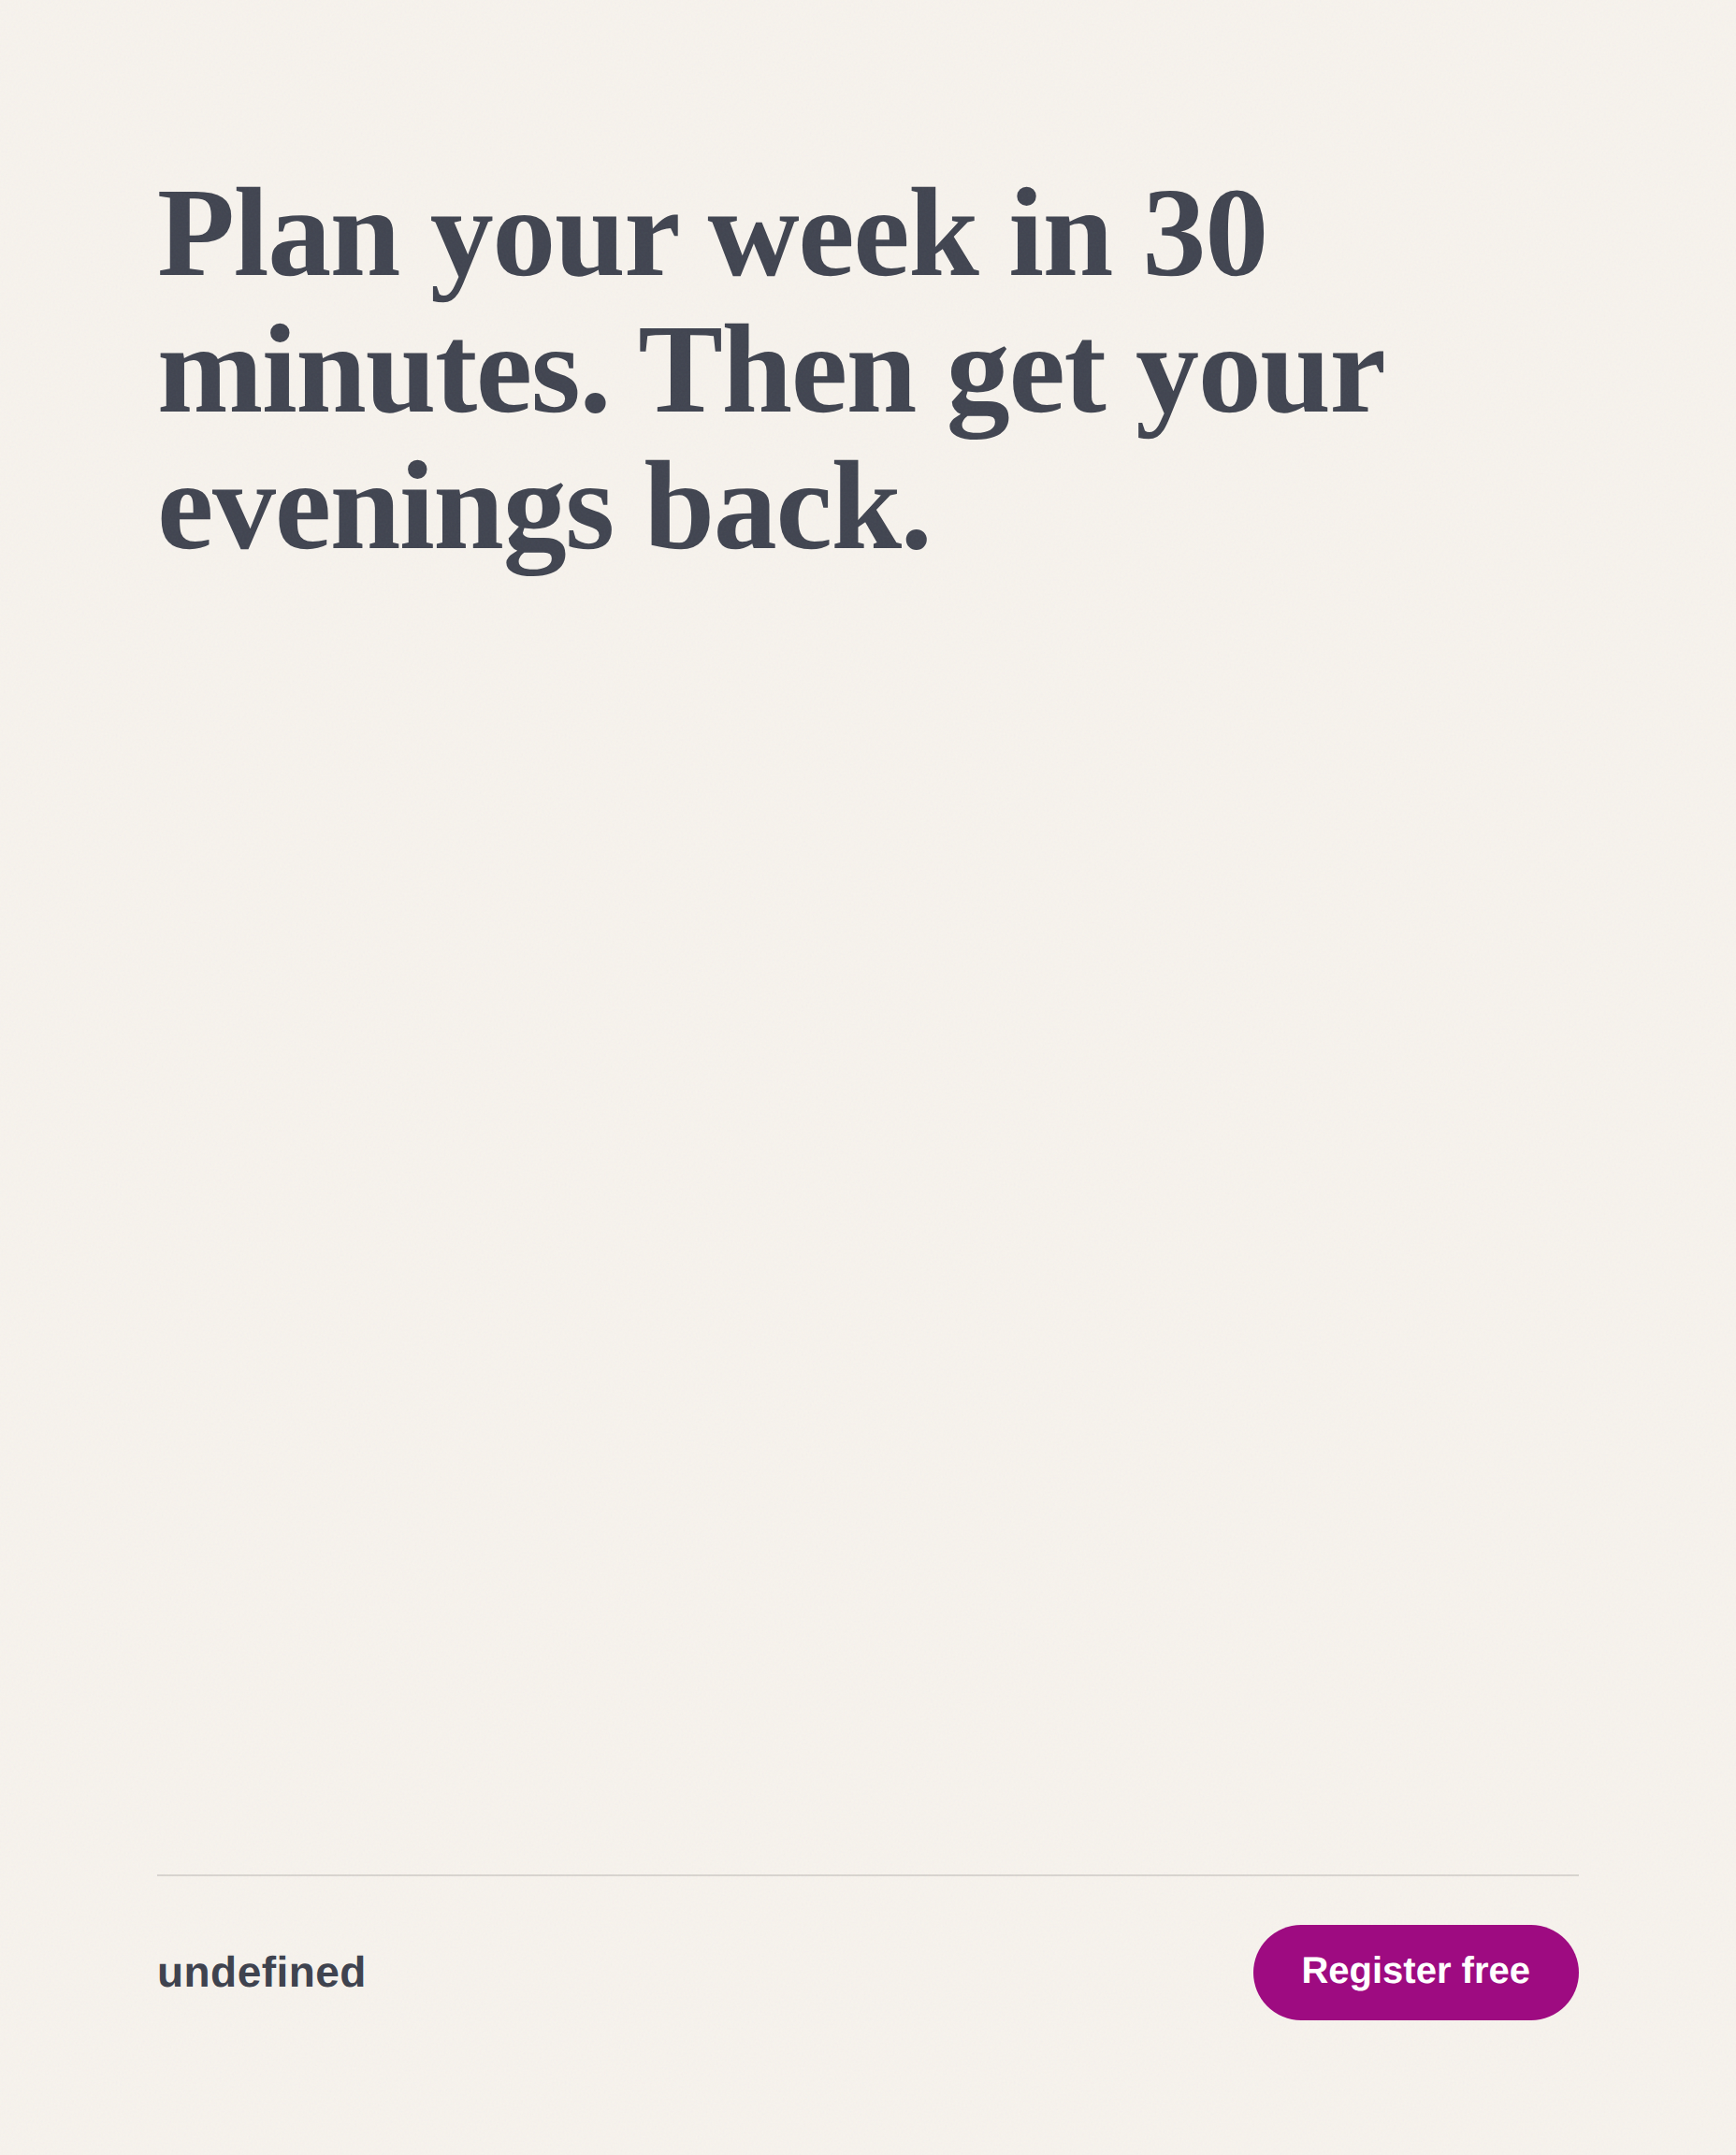 Plan your week in 30
minutes. Then get your
evenings back.
undefined
Register free